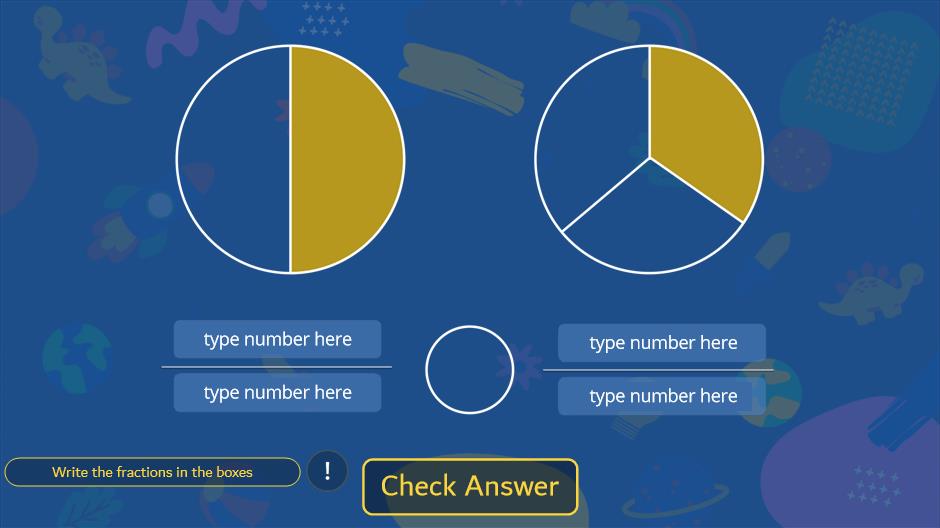 type number here
type number here
type number here
type number here
Write the fractions in the boxes
!
Check Answer